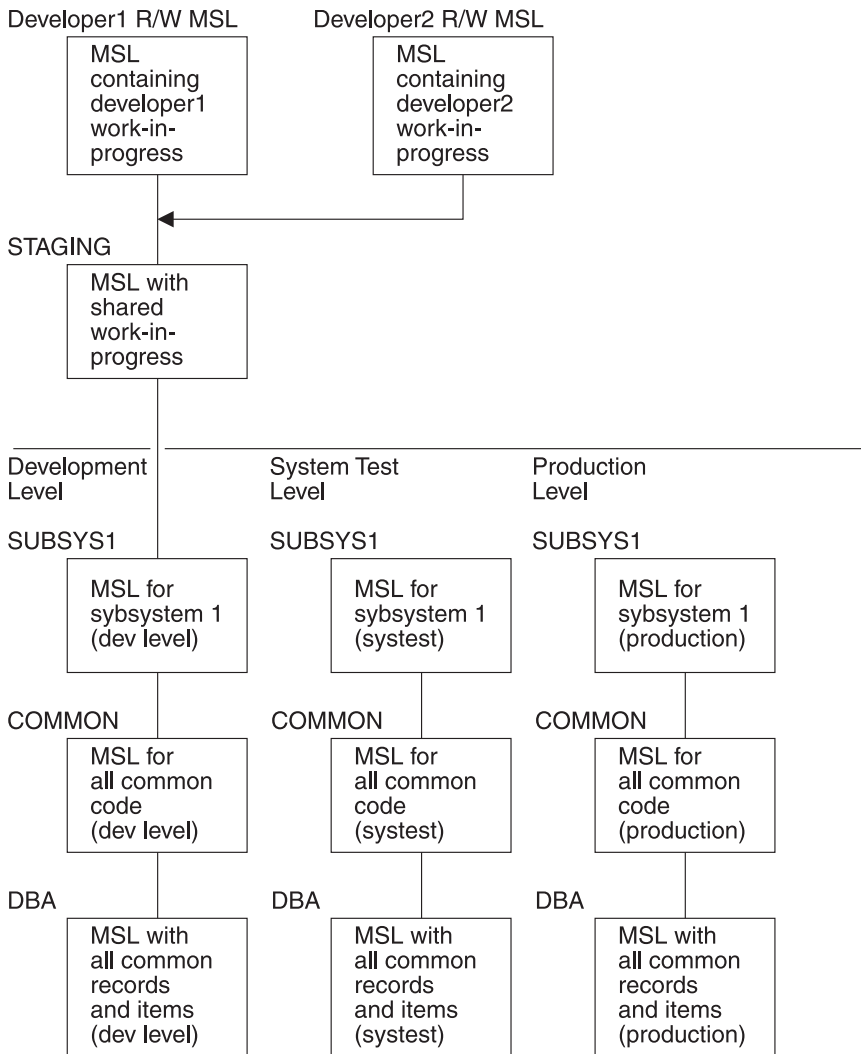 Developer1 R/W MSL
MSL
containing
developer1
work-in-
progress
Developer2 R/W MSL
MSL
containing
developer2
work-in-
progress
STAGING
MSL with
shared
work-in-
progress
Development
Level
SUBSYS1
MSL for
sybsystem 1
(dev level)
COMMON
MSL for
all common
code
(dev level)
DBA
MSL with
all common
records
and items
(dev level)
System Test
Level
SUBSYS1
MSL for
sybsystem 1
(systest)
COMMON
MSL for
all common
code
(systest)
DBA
MSL with
all common
records
and items
(systest)
Production
Level
SUBSYS1
MSL for
sybsystem 1
(production)
COMMON
MSL for
all common
code
(production)
DBA
MSL with
all common
records
and items
(production)